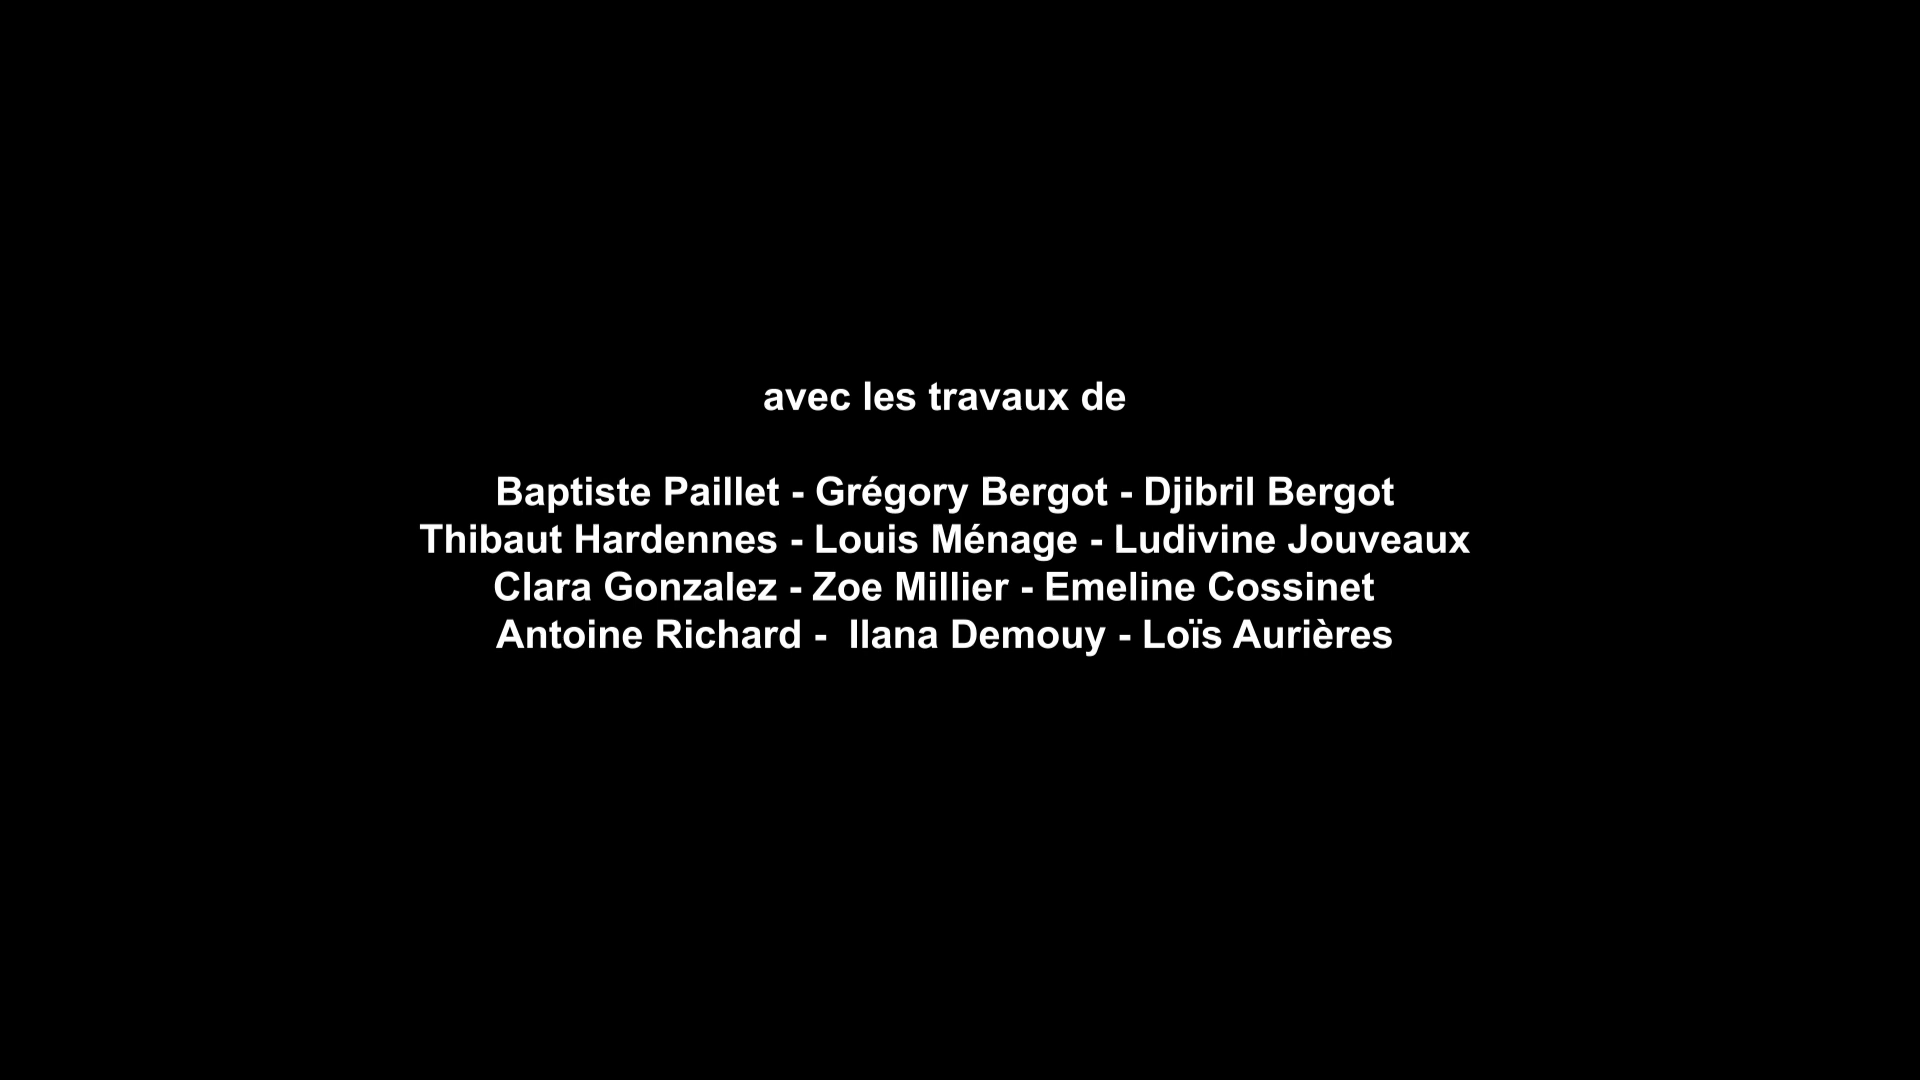 avec les travaux de
Baptiste Paillet - Grégory Bergot - Djibril Bergot
Thibaut Hardennes - Louis Ménage - Ludivine Jouveaux
Clara Gonzalez - Zoe Millier - Emeline Cossinet
Antoine Richard -  Ilana Demouy - Loïs Aurières